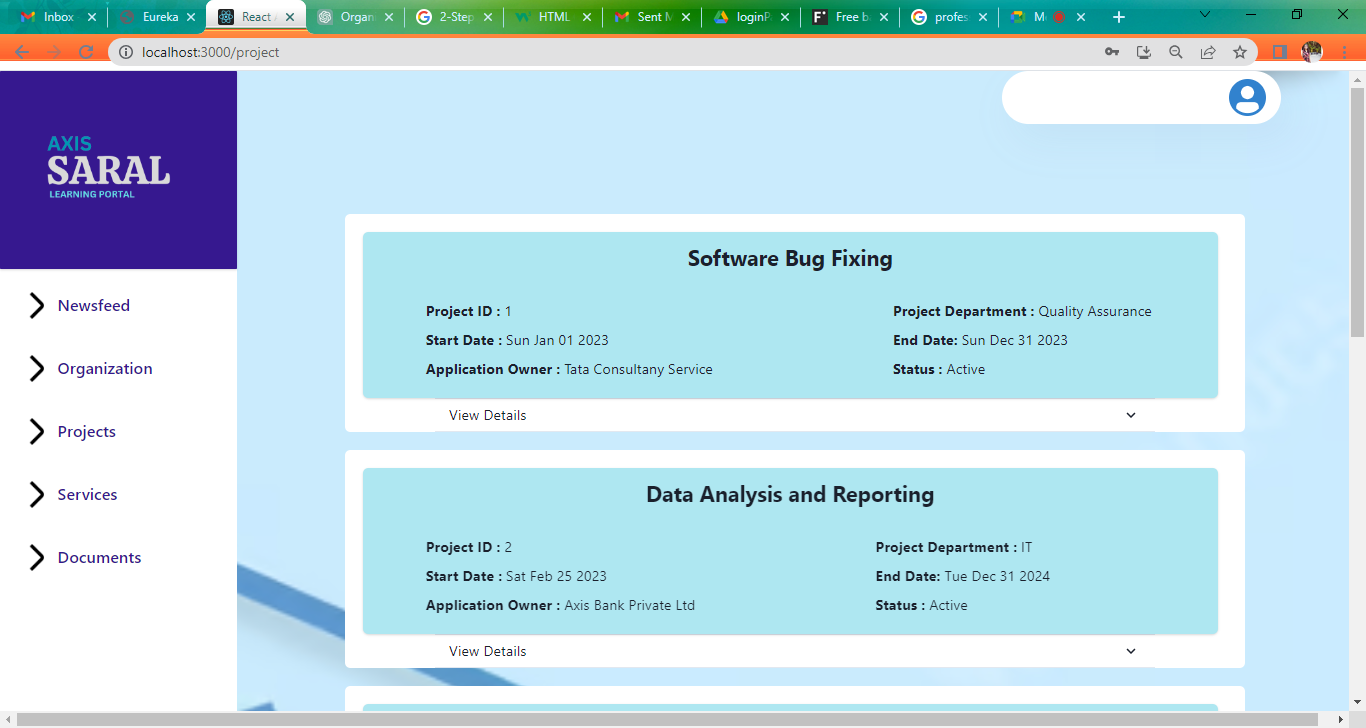 Inbox
Eureka
React
Organ
2-Step
HTML
Sent M
loginP
Free b
profes
localhost:3000/project
AXIS
SARAL
LEARNING PORTAL
Newsfeed
Organization
Projects
Services
Documents
Software Bug Fixing
Project ID : 1
Project Department : Quality Assurance
Start Date : Sun Jan 01 2023
End Date: Sun Dec 31 2023
Application Owner : Tata Consultany Service
Status : Active
View Details
Data Analysis and Reporting
Project ID : 2
Project Department : IT
Start Date : Sat Feb 25 2023
End Date: Tue Dec 31 2024
Application Owner : Axis Bank Private Ltd
Status : Active
View Details